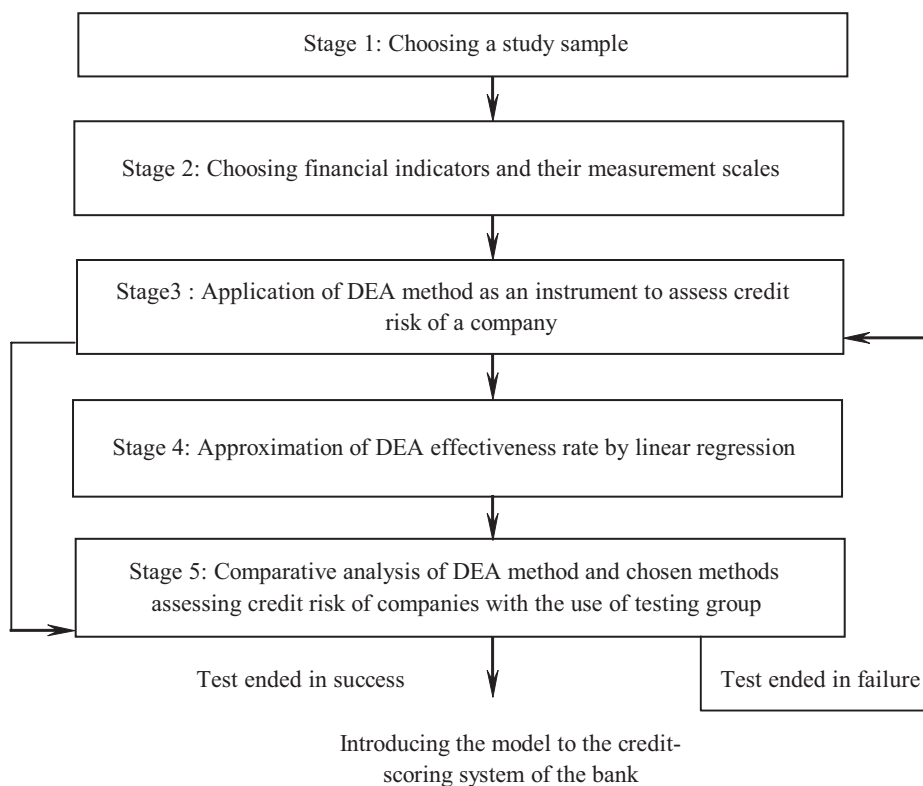 Stage 1: Choosing a study sample
Stage 2: Choosing financial indicators and their measurement scales
Stage3 : Application of DEA method as an instrument to assess credit
risk of a company
Stage 4: Approximation of DEA effectiveness rate by linear regression
Stage 5: Comparative analysis of DEA method and chosen methods
assessing credit risk of companies with the use of testing group
Test ended in success
Test ended in failure
Introducing the model to the credit-
scoring system of the bank